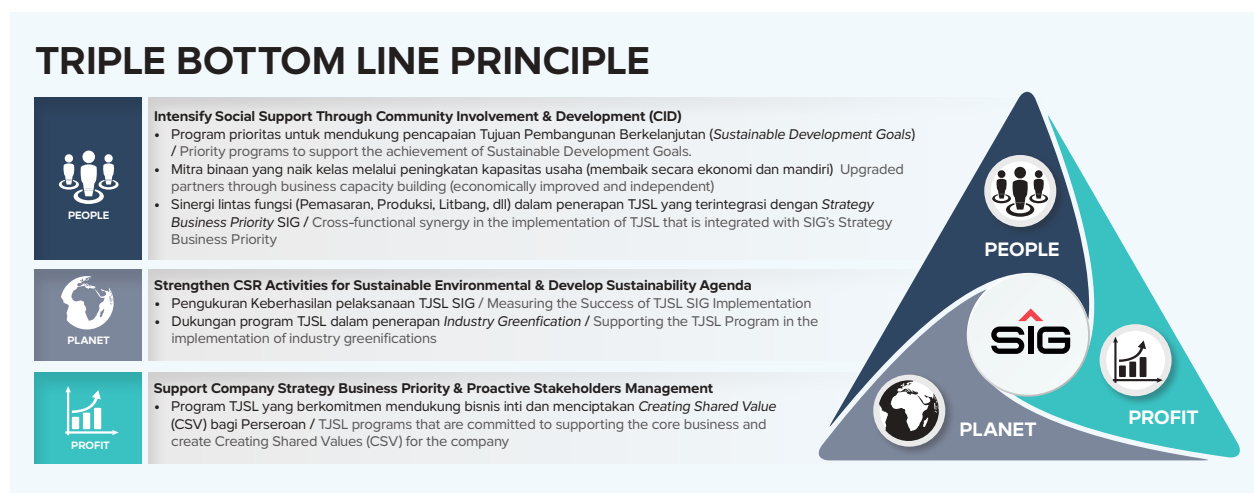 TRIPLE BOTTOM LINE PRINCIPLE
PEOPLE
Intensify Social Support Through Community Involvement & Development (CID)
• Program prioritas untuk mendukung pencapaian Tujuan Pembangunan Berkelanjutan (Sustainable Development Goals)
/ Priority programs to support the achievement of Sustainable Development Goals.
• Mitra binaan yang naik kelas melalui peningkatan kapasitas usaha (membaik secara ekonomi dan mandiri) Upgraded
partners through business capacity building (economically improved and independent)
• Sinergi lintas fungsi (Pemasaran, Produksi, Litbang, dll) dalam penerapan TJSL yang terintegrasi dengan Strategy
Business Priority SIG / Cross-functional synergy in the implementation of TJSL that is integrated with SIG's Strategy
Business Priority
PLANET
Strengthen CSR Activities for Sustainable Environmental & Develop Sustainability Agenda
• Pengukuran Keberhasilan pelaksanaan TJSL SIG / Measuring the Success of TJSL SIG Implementation
• Dukungan program TJSL dalam penerapan Industry Greenfication / Supporting the TJSL Program in the
implementation of industry greenifications
PROFIT
Support Company Strategy Business Priority & Proactive Stakeholders Management
• Program TJSL yang berkomitmen mendukung bisnis inti dan menciptakan Creating Shared Value
(CSV) bagi Perseroan / TJSL programs that are committed to supporting the core business and
create Creating Shared Values (CSV) for the company
PEOPLE
SIG
PROFIT
PLANET